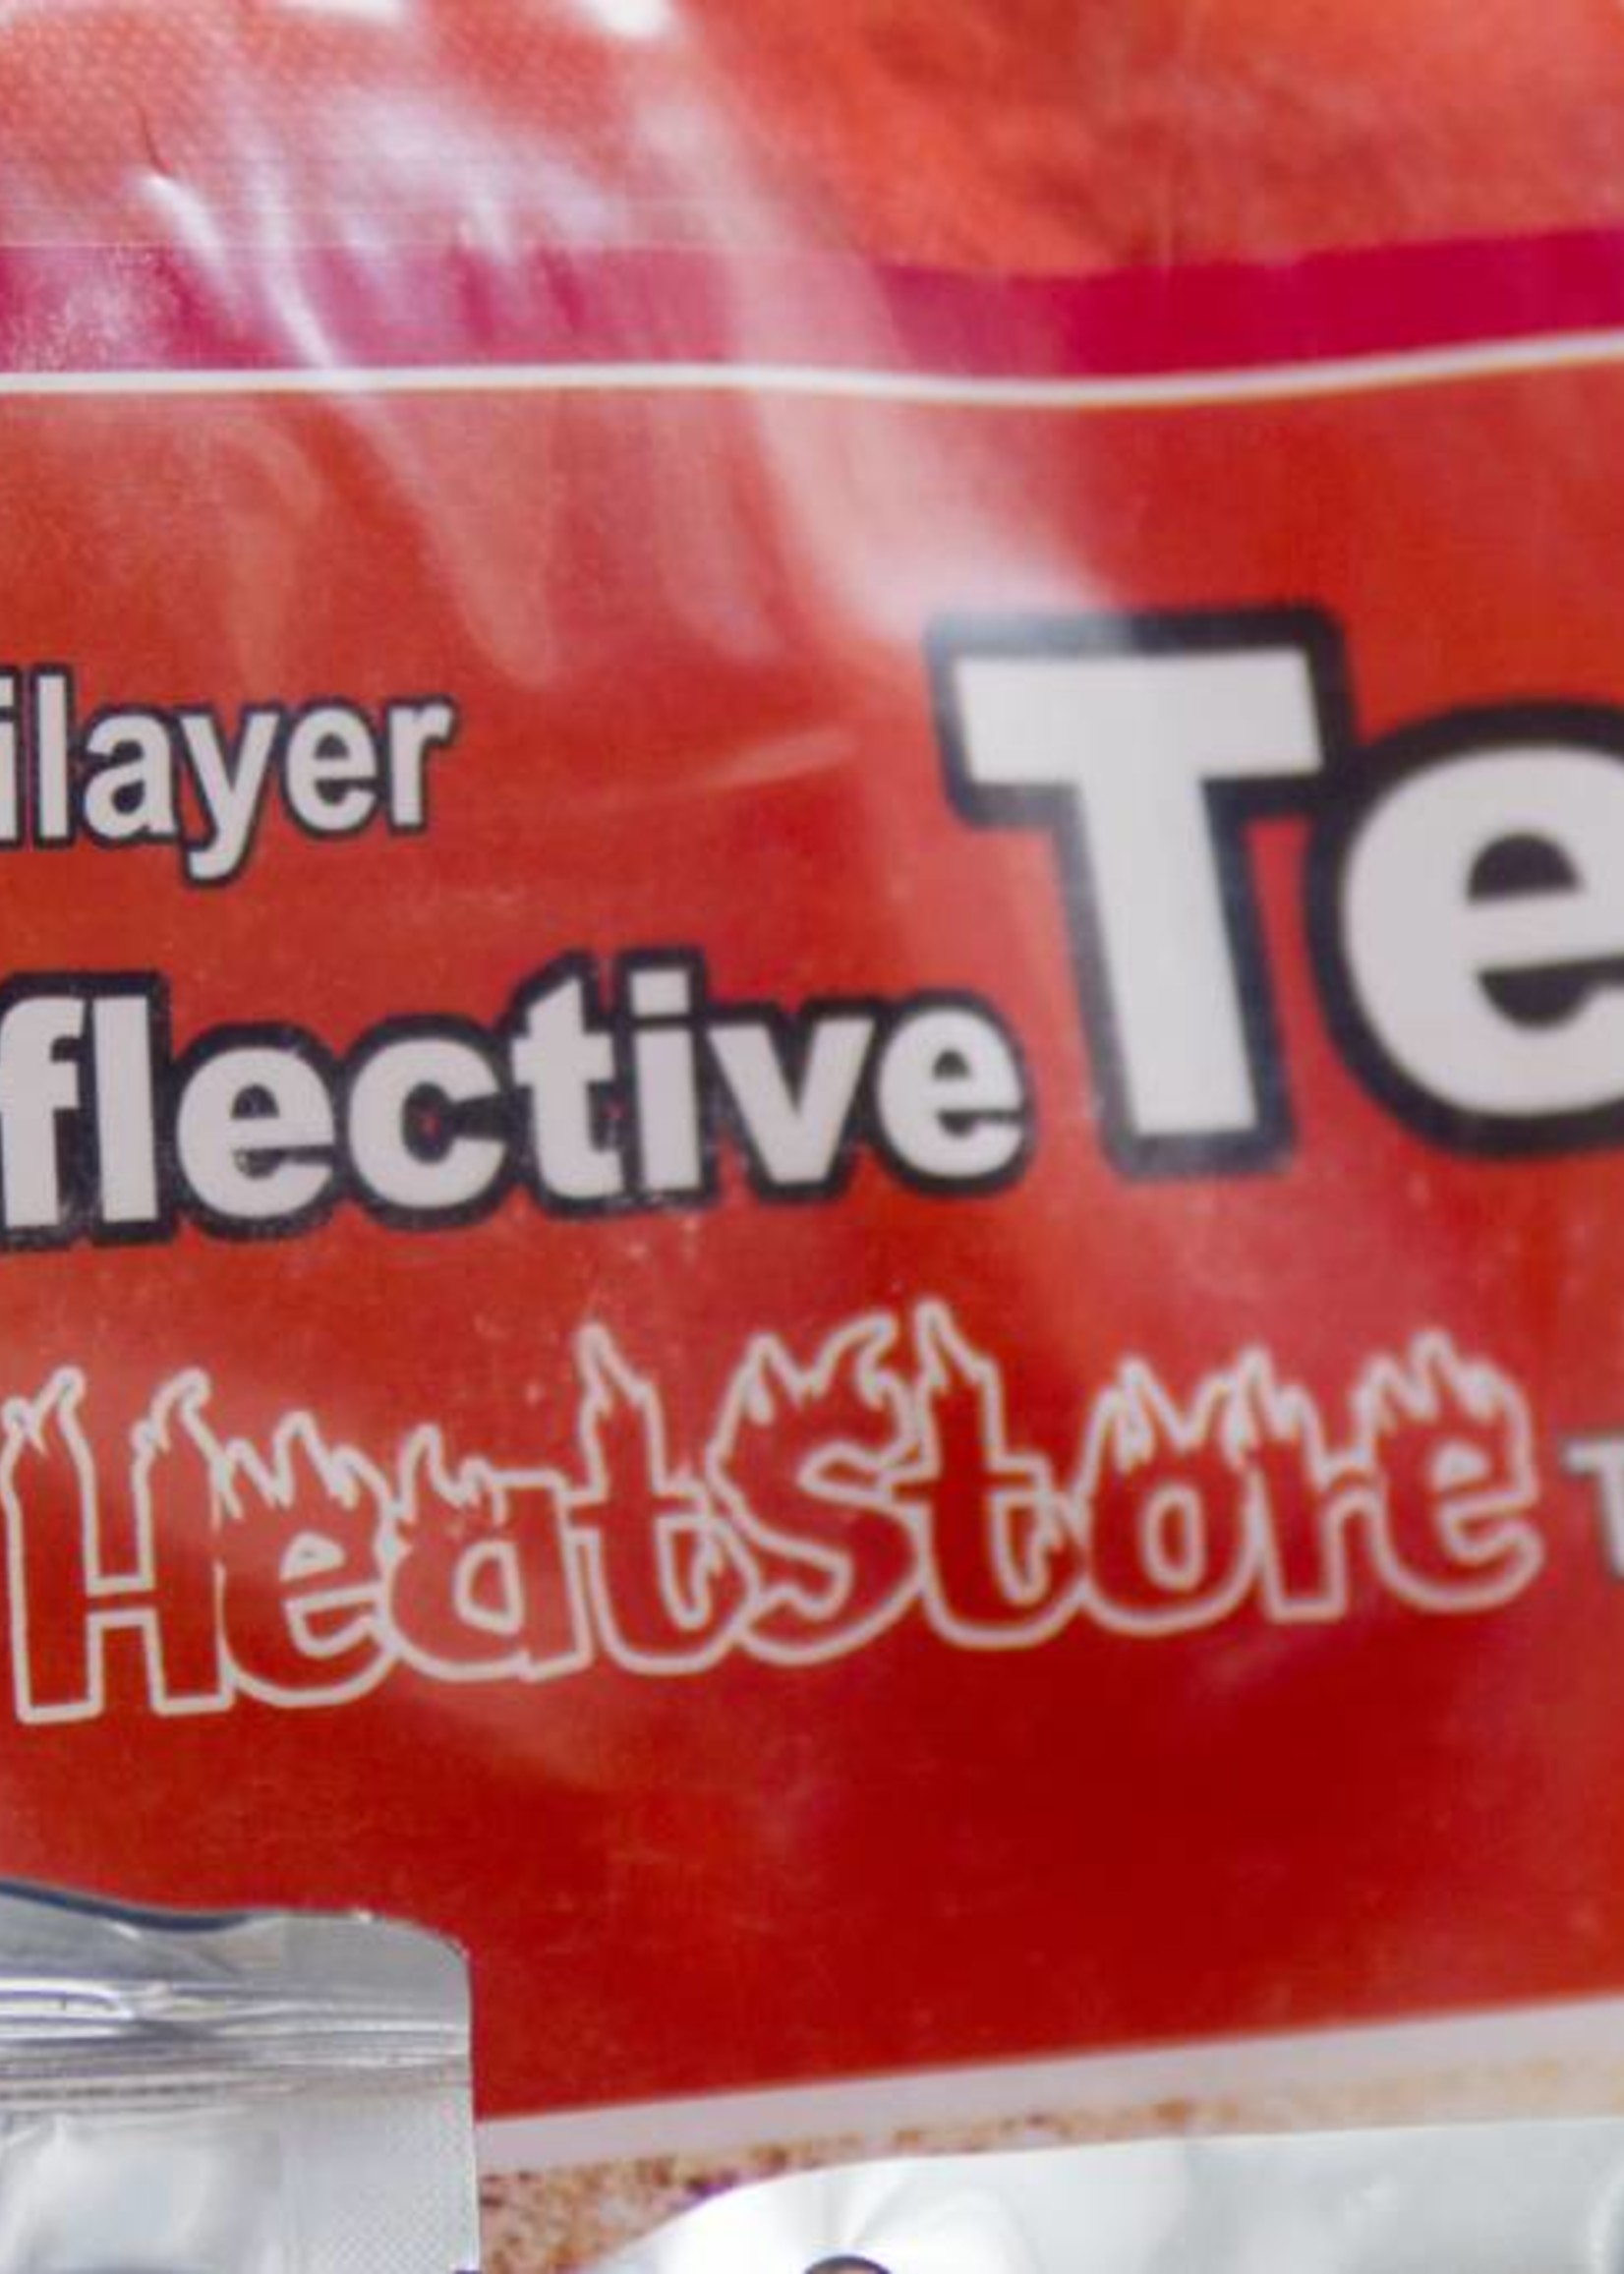 ilayer
flective Te
HeatStore T